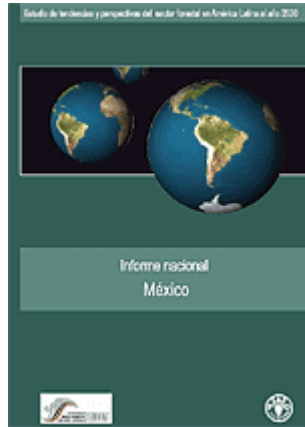 Estudio de tendencias y perspectivas del sector forestal en América Latina al año 2020
Informe nacional
México